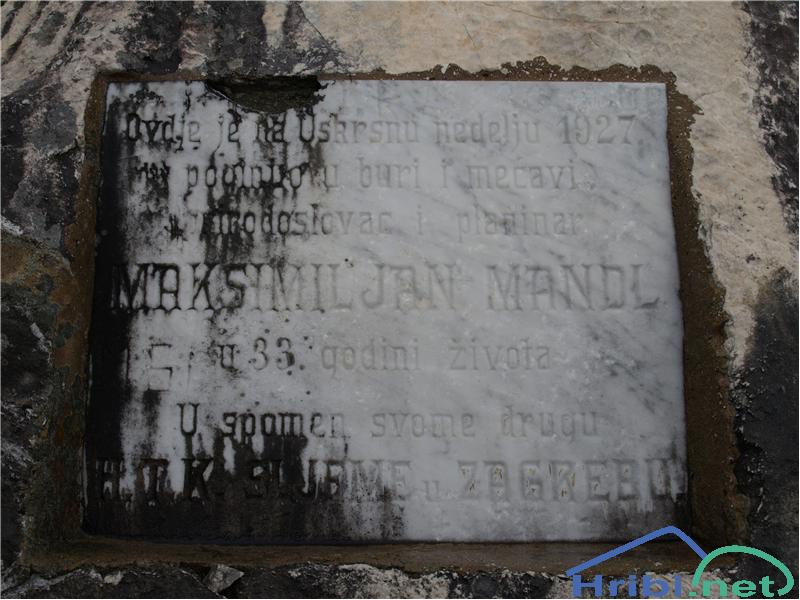 Ovdje je na Uskrsnu nedelju 1927
poginuo u buri i mećavi
prirodoslovac i planinar
MAKSIMILJAN MANDL
u 33. godini života
U spomen svome drugu
H.T.K. SLJEME u ZAGREBU
Hribi.net